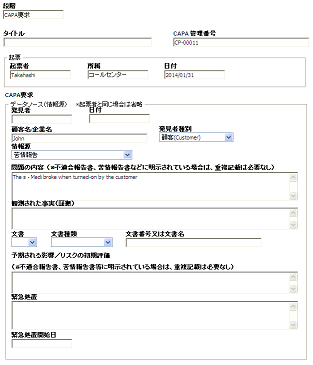 段階
CAPA要求
タイトル
CAPA 管理番号
CP-00011
起票
起票者
所属
日付
Takahashi
コールセンター
2014/01/31
CAPA要求
データソース(情報源) ※起票者と同じ場合は省略
発見者
日付
顧客名/企業名
発見者種別
John
顧客(Customer)
情報源
苦情報告
問題の内容 (※不適合報告書、苦情報告書などに明示されている場合は、重複記載は必要なし)
The s - Medi broke when turned-on by the customer
観測された事実(証拠)
文書
文書種類
文書番号又は文書名
予期される影響/リスクの初期評価
(※不適合報告書、苦情報告書等に明示されている場合は、重複記載は必要なし)
緊急処置
緊急処置開始日